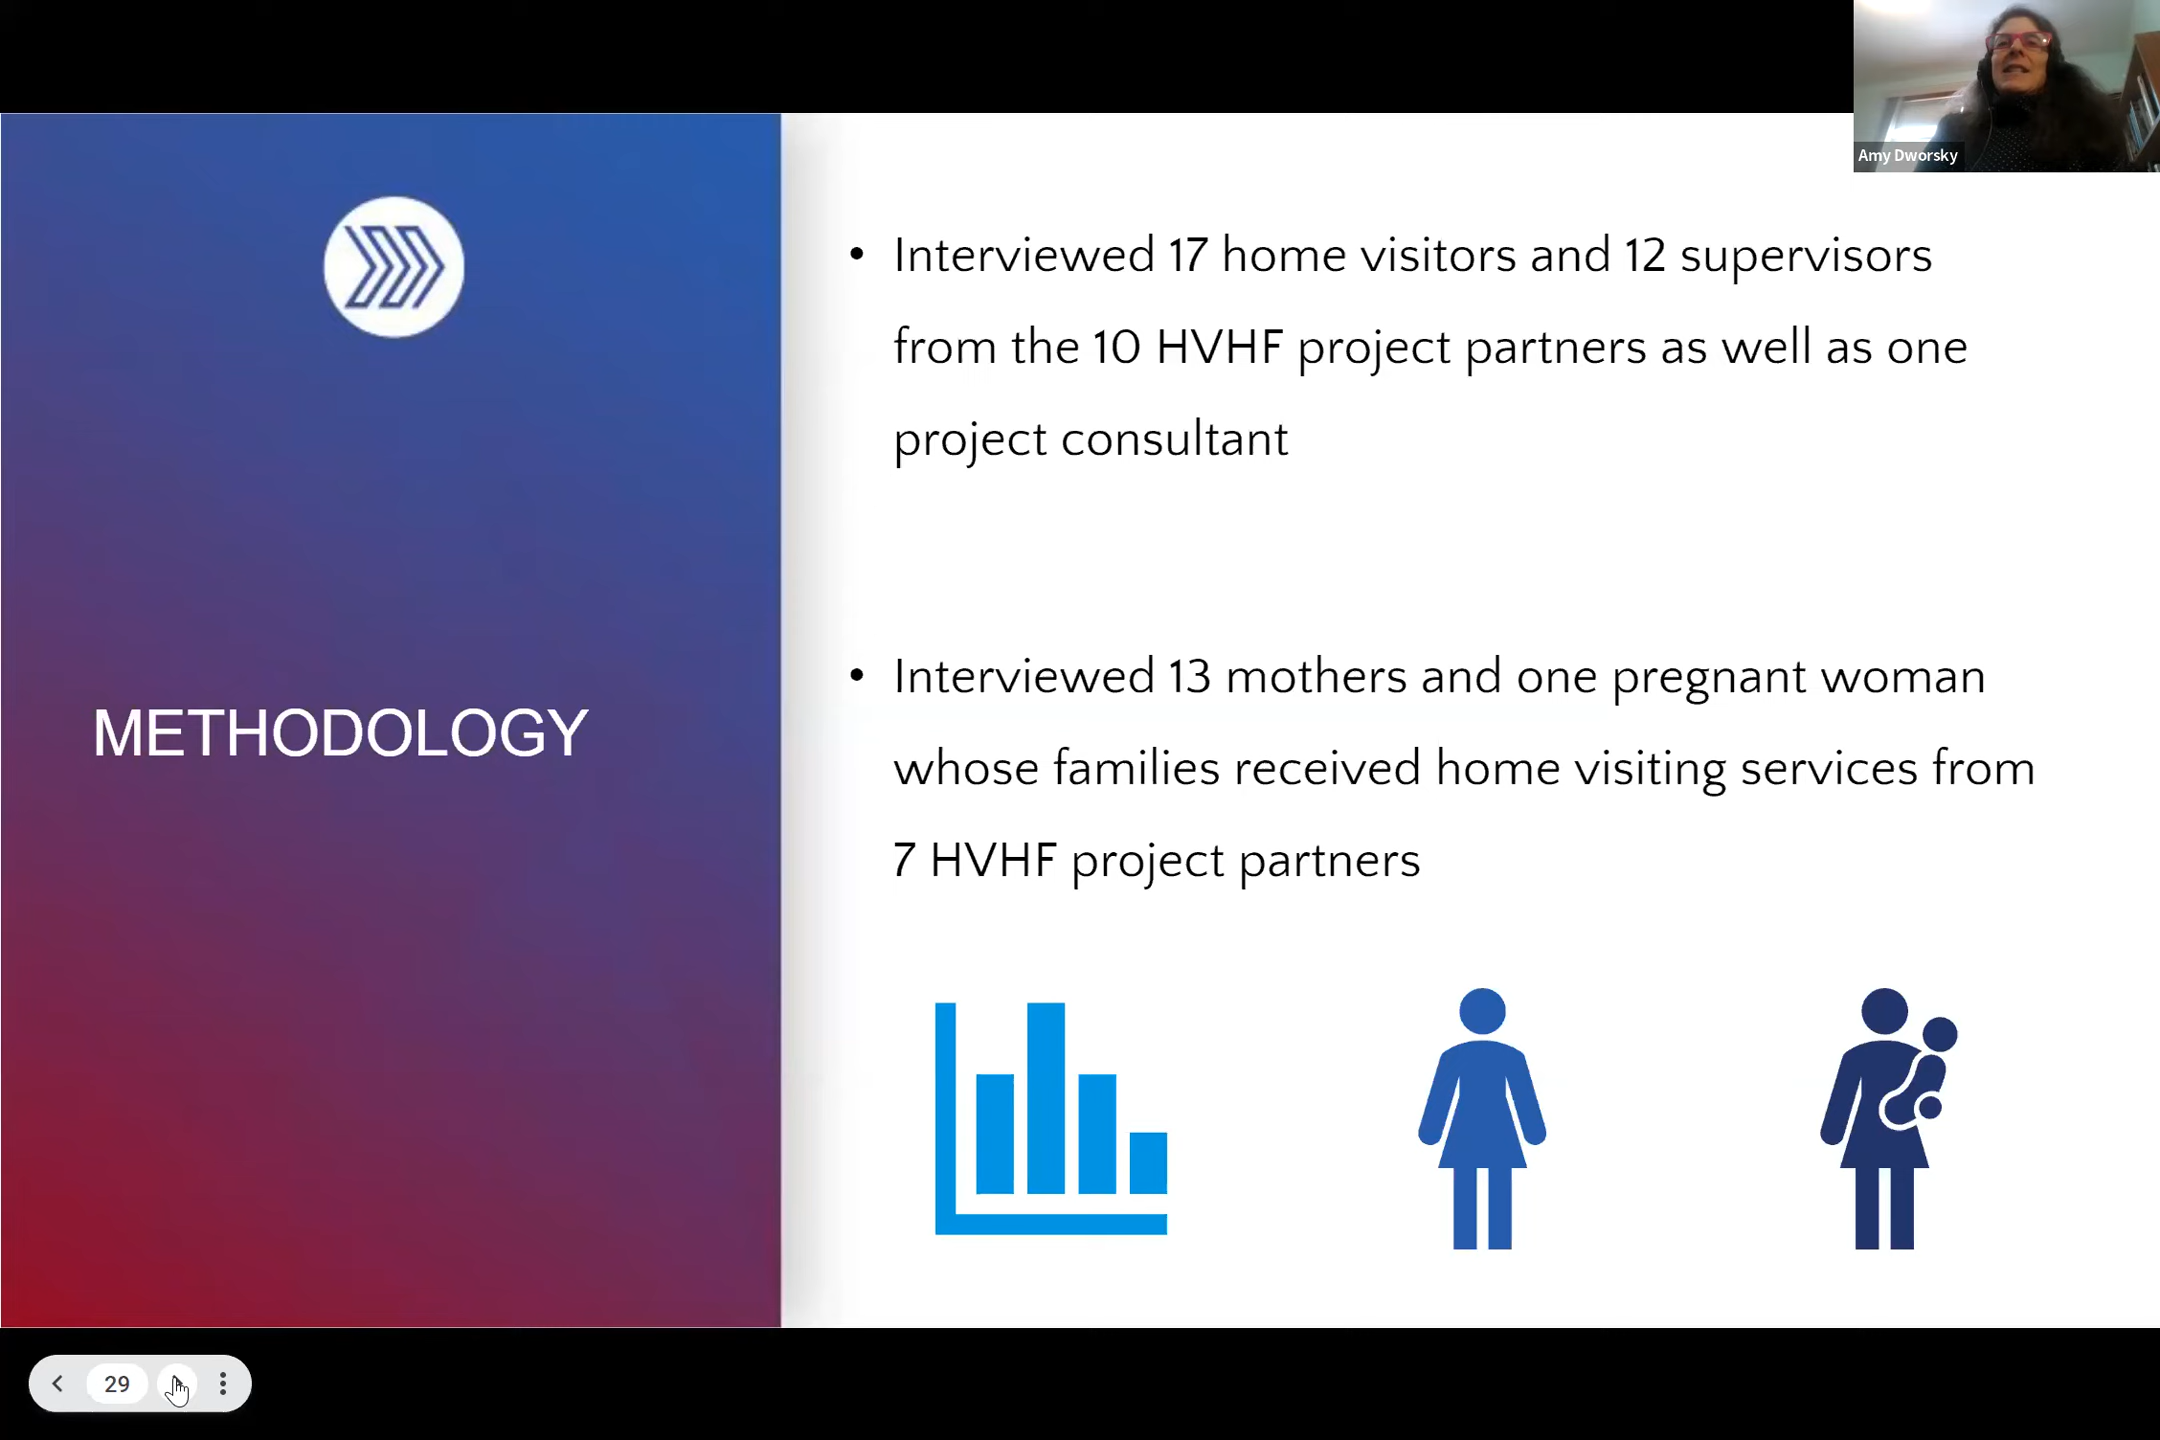 Amy Dworsky
METHODOLOGY
• Interviewed 17 home visitors and 12 supervisors
from the 10 HVHF project partners as well as one
project consultant
• Interviewed 13 mothers and one pregnant woman
whose families received home visiting services from
7 HVHF project partners
29